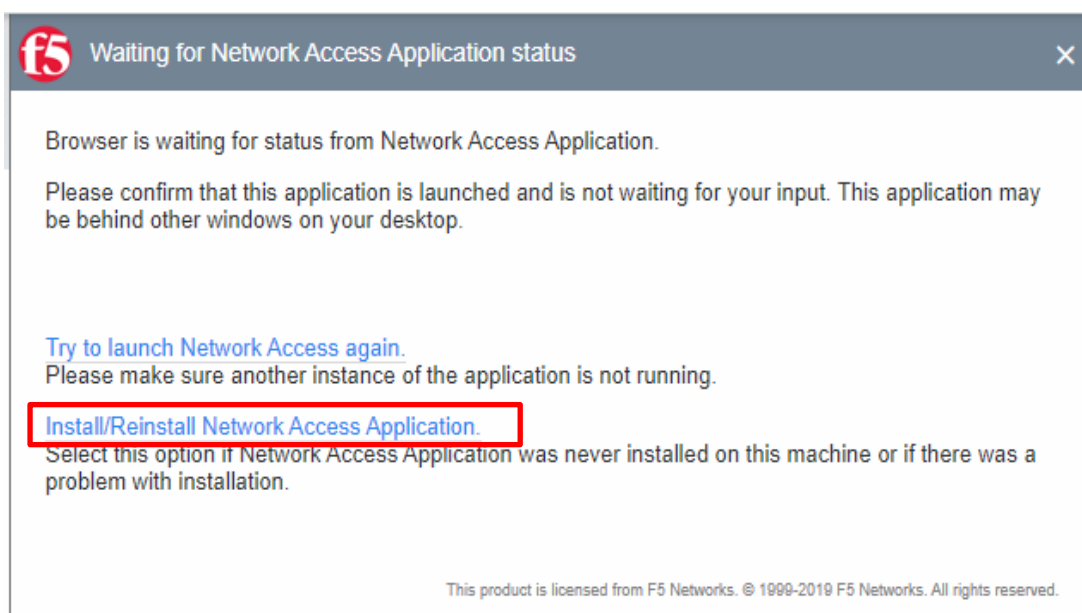 f5 Waiting for Network Access Application status
Browser is waiting for status from Network Access Application.
Please confirm that this application is launched and is not waiting for your input. This application may
be behind other windows on your desktop.
Try to launch Network Access again.
Please make sure another instance of the application is not running.
Install/Reinstall Network Access Application.
Select this option if Network Access Application was never installed on this machine or if there was a
problem with installation.
This product is licensed from F5 Networks. © 1999-2019 F5 Networks. All rights reserved.